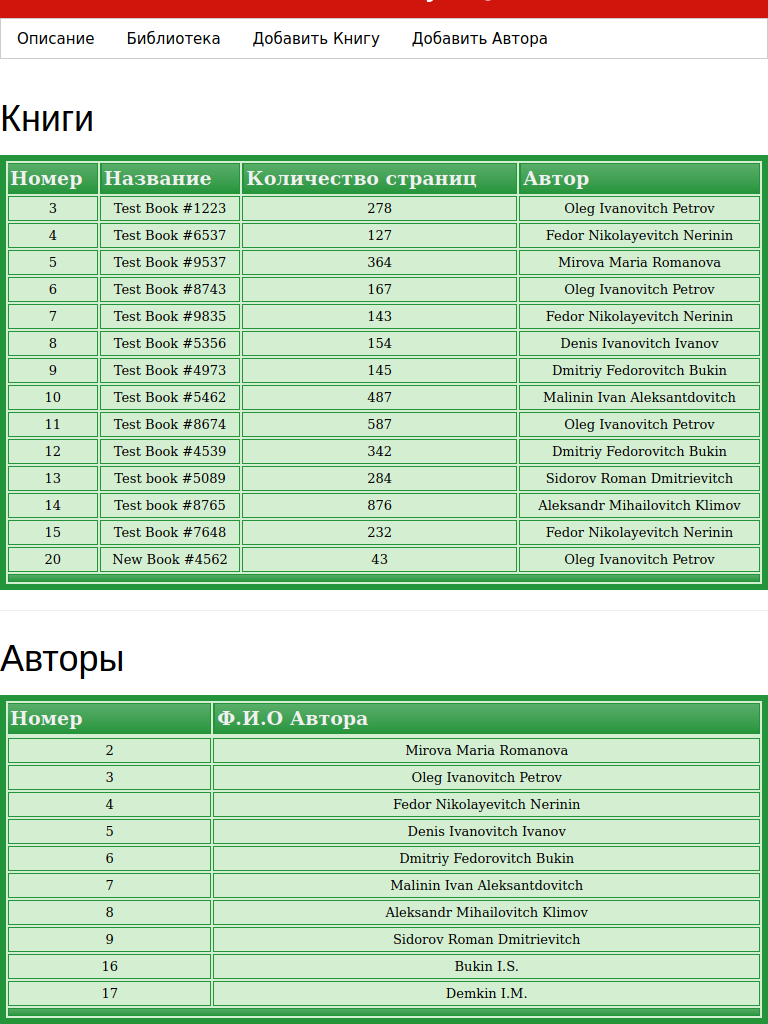 Описание Библиотека Добавить Книгу Добавить Автора
Книги
Номер Название Количество страниц Автор
3 Test Book #1223 278 Oleg Ivanovitch Petrov
4 Test Book #6537 127 Fedor Nikolayevitch Nerinin
5 Test Book #9537 364 Mirova Maria Romanova
6 Test Book #8743 167 Oleg Ivanovitch Petrov
7 Test Book #9835 143 Fedor Nikolayevitch Nerinin
8 Test Book #5356 154 Denis Ivanovitch Ivanov
9 Test Book #4973 145 Dmitriy Fedorovitch Bukin
10 Test Book #5462 487 Malinin Ivan Aleksantdovitch
11 Test Book #8674 587 Oleg Ivanovitch Petrov
12 Test Book #4539 342 Dmitriy Fedorovitch Bukin
13 Test book #5089 284 Sidorov Roman Dmitrievitch
14 Test book #8765 876 Aleksandr Mihailovitch Klimov
15 Test Book #7648 232 Fedor Nikolayevitch Nerinin
20 New Book #4562 43 Oleg Ivanovitch Petrov
Авторы
Номер Ф.И.О Автора
2 Mirova Maria Romanova
3 Oleg Ivanovitch Petrov
4 Fedor Nikolayevitch Nerinin
5 Denis Ivanovitch Ivanov
6 Dmitriy Fedorovitch Bukin
7 Malinin Ivan Aleksantdovitch
8 Aleksandr Mihailovitch Klimov
9 Sidorov Roman Dmitrievitch
16 Bukin I.S.
17 Demkin I.M.